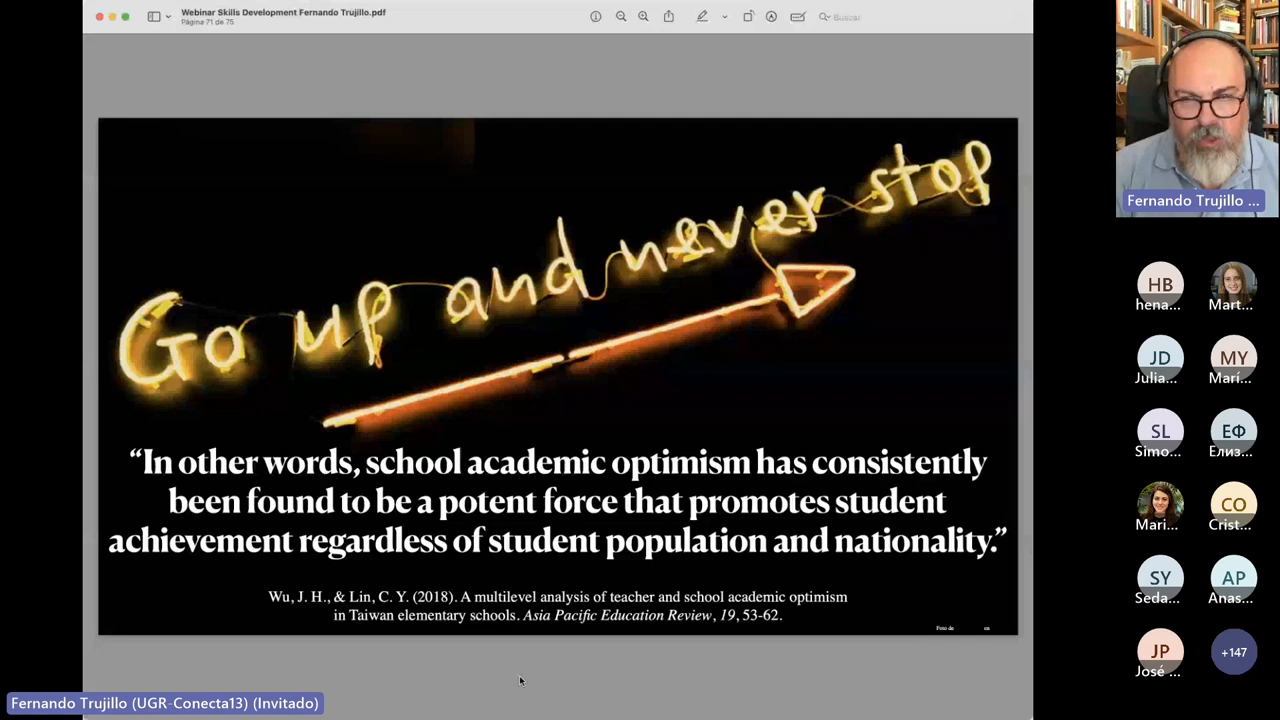 Webinar Skills Development Fernando Trujillo.pdf
Página 71 de 75
Buscar
Go up and never stop
“In other words, school academic optimism has consistently
been found to be a potent force that promotes student
achievement regardless of student population and nationality.”
Wu, J. H., & Lin, C. Y. (2018). A multilevel analysis of teacher and school academic optimism
in Taiwan elementary schools. Asia Pacific Education Review, 19, 53-62.
Foto de en
Fernando Trujillo ...
HB
hena...
Mart...
JD
Julia...
MY
Marí...
SL
Simo...
ЕФ
Елиз...
Mari...
CO
Crist...
SY
Seda...
AP
Anas...
JP
José ...
+147
Fernando Trujillo (UGR-Conecta13) (Invitado)